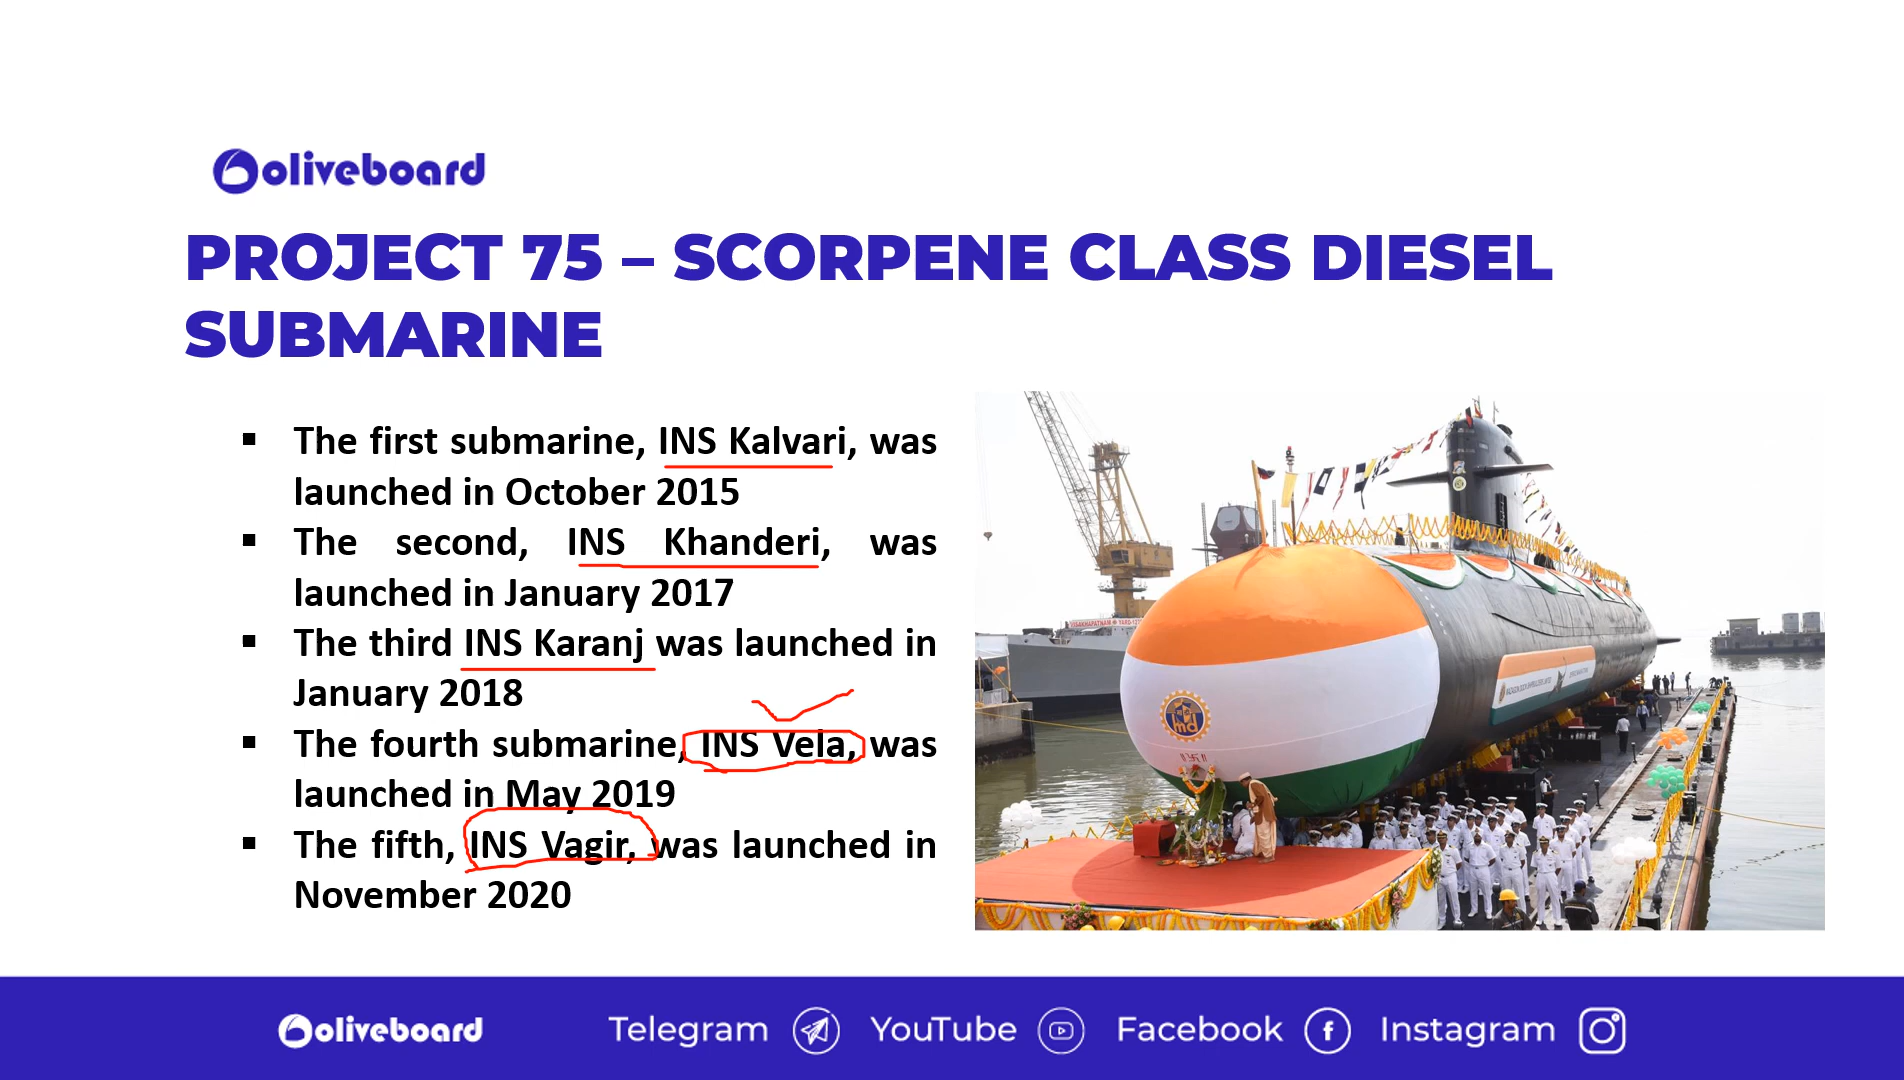 oliveboard
PROJECT 75 – SCORPENE CLASS DIESEL
SUBMARINE
▪ The first submarine, INS Kalvari, was
launched in October 2015
▪ The second, INS Khanderi, was
launched in January 2017
▪ The third INS Karanj was launched in
January 2018
▪ The fourth submarine, INS Vela, was
launched in May 2019
▪ The fifth, INS Vagir, was launched in
November 2020
oliveboard Telegram YouTube Facebook Instagram